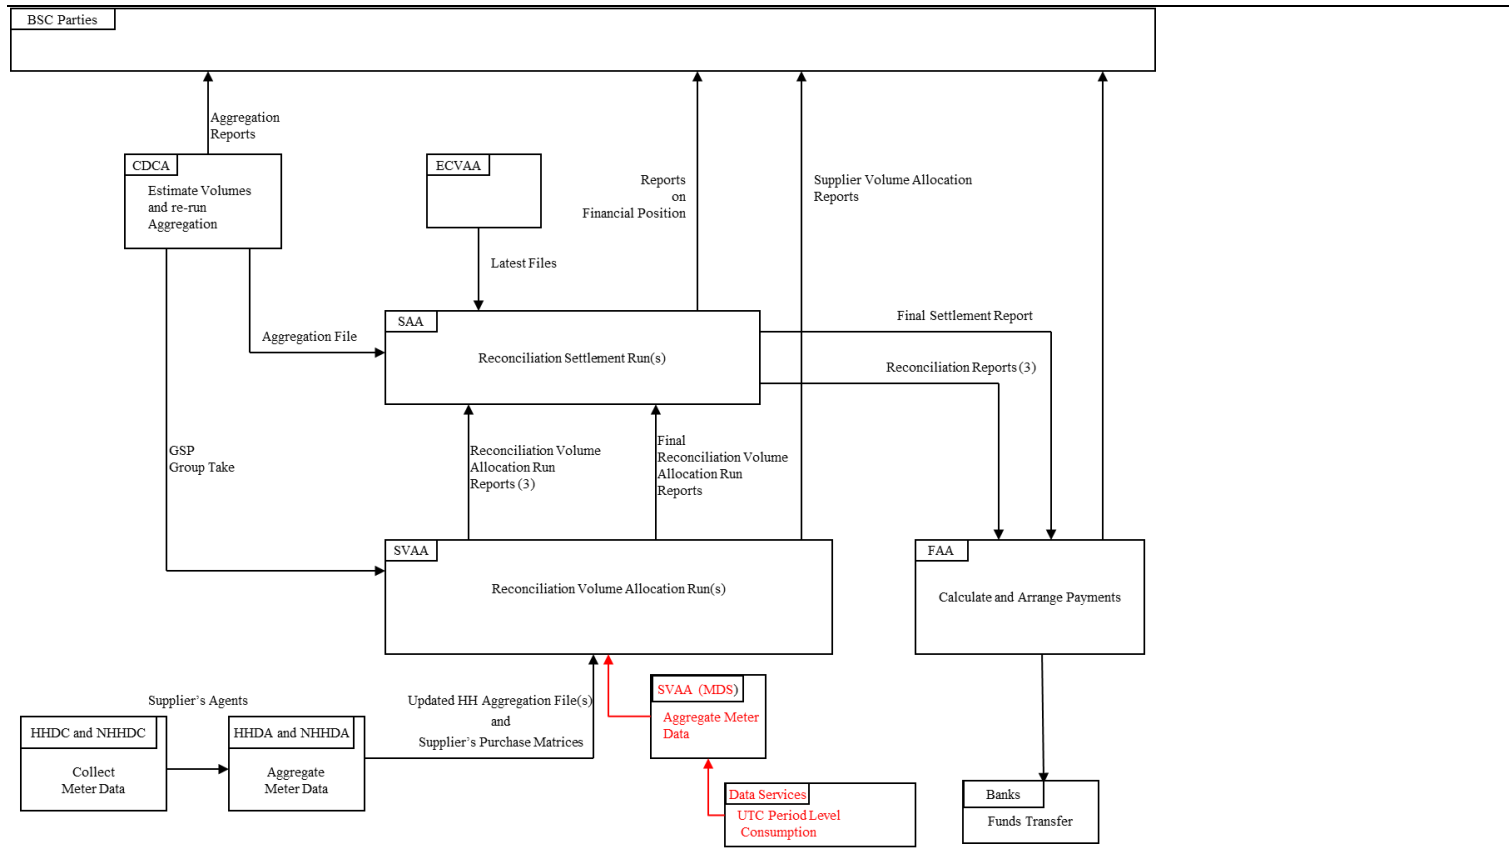 BSC Parties
Aggregation
Reports
CDCA
Estimate Volumes
and re-run
Aggregation
ECVAA
Reports
on
Financial Position
Supplier Volume Allocation
Reports
Latest Files
SAA
Reconciliation Settlement Run(s)
Aggregation File
Final Settlement Report
Reconciliation Reports (3)
GSP
Group Take
Reconciliation Volume
Allocation Run
Reports (3)
Final
Reconciliation Volume
Allocation Run
Reports
SVAA
Reconciliation Volume Allocation Run(s)
FAA
Calculate and Arrange Payments
Supplier's Agents
HHDC and NHHDC
Collect
Meter Data
HHDA and NHHDA
Aggregate
Meter Data
Updated HH Aggregation File(s)
and
Supplier's Purchase Matrices
SVAA (MDS)
Aggregate Meter
Data
Data Services
UTC Period Level
Consumption
Banks
Funds Transfer